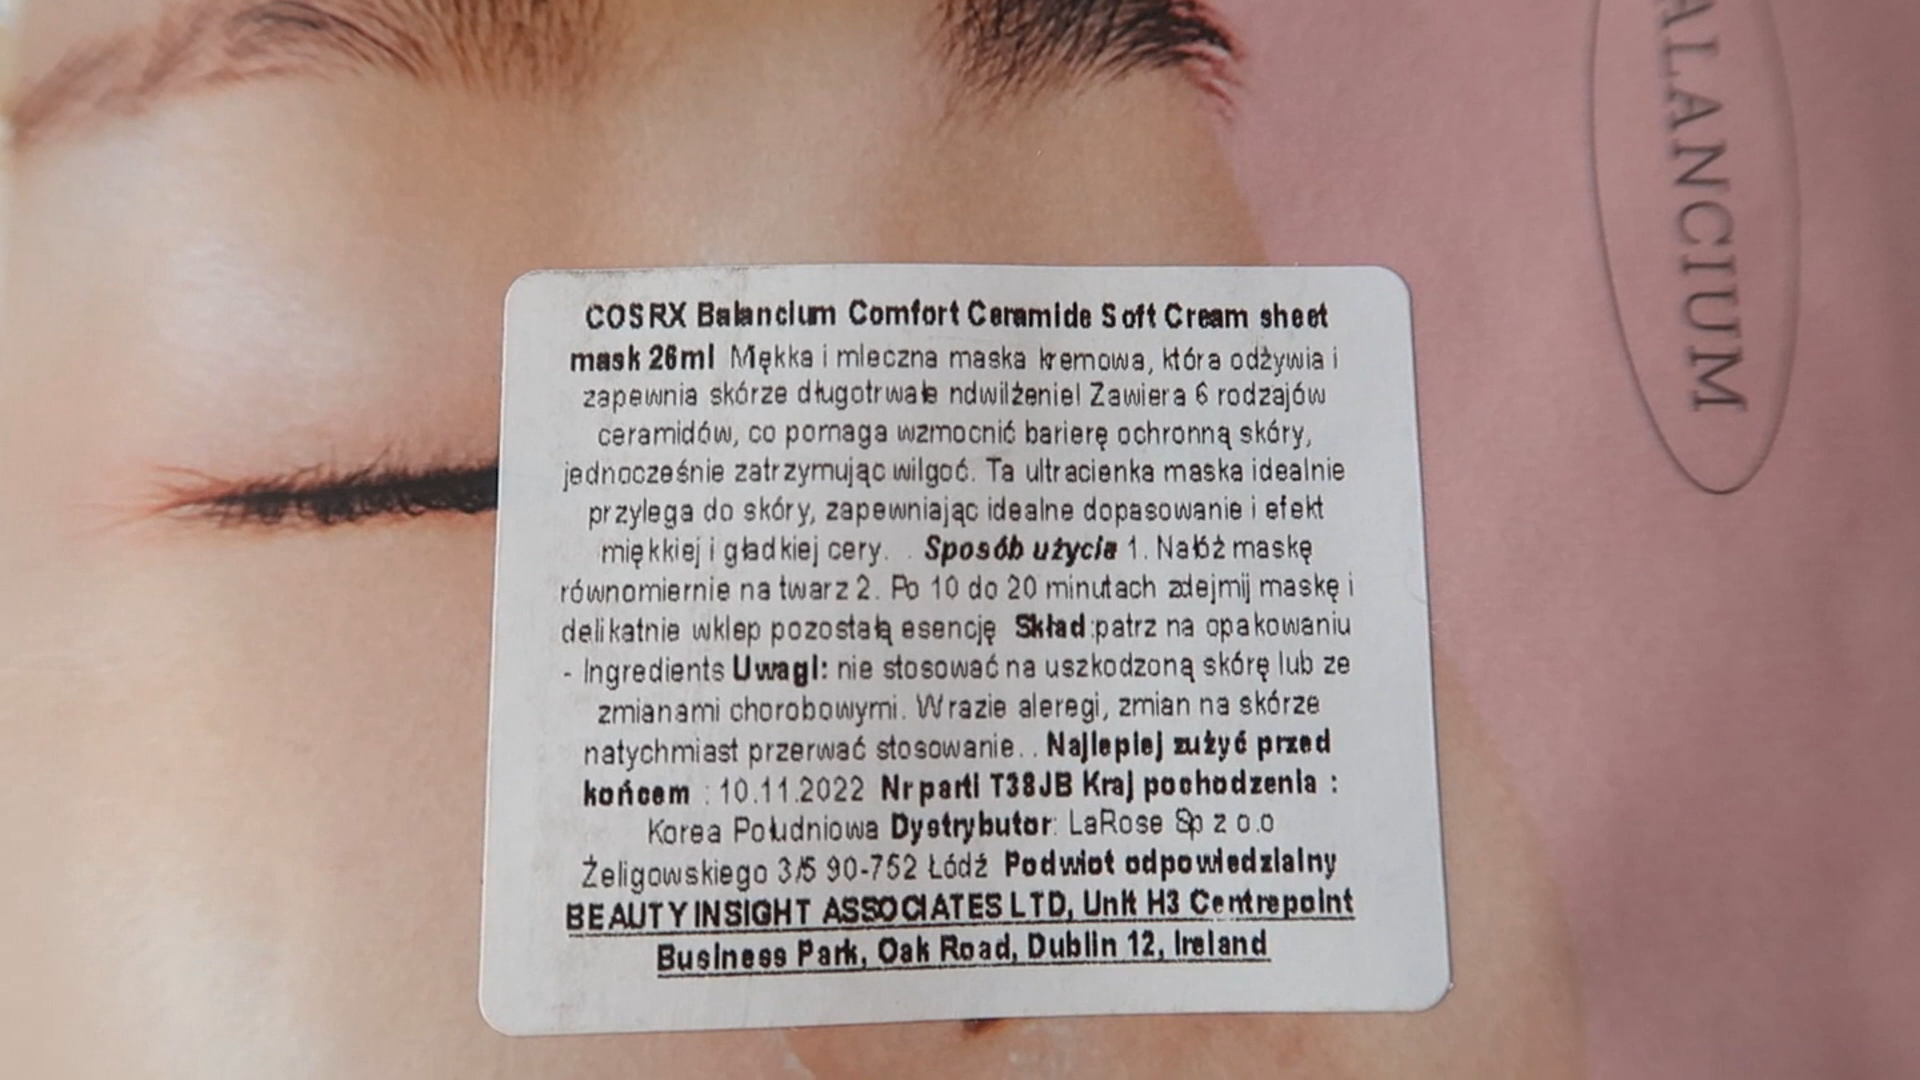 ALANCIUM
COSRX Balancium Comfort Ceramide Soft Cream sheet
mask 26ml Mękka i mleczna maska kremowa, która odżywia i
zapewnia skórze długotrwałe ndwilżenie! Zawiera 6 rodzajów
ceramidów, co pomaga wzmocnić barierę ochronną skóry,
jednocześnie zatrzymując wilgoć. Ta ultracienka maska idealnie
przylega do skóry, zapewniając idealne dopasowanie i efekt
miękkiej i gładkiej cery. . Sposób użycia 1. Nałóż maskę
równomiernie na twarz 2. Po 10 do 20 minutach zdejmij maskę i
delikatnie wklep pozostałą esencję Skład:patrz na opakowaniu
- Ingredients Uwagi: nie stosować na uszkodzoną skórę lub ze
zmianami chorobowymi. W razie aleregi, zmian na skórze
natychmiast przerwać stosowanie. . Najlepiej zużyć przed
końcem : 10.11.2022 Nr parti T38JB Kraj pochodzenia :
Korea Południowa Dystrybutor: LaRose Sp z o.o
Żeligowskiego 3/5 90-752 Łódź Podwiot odpowiedzialny
BEAUTY INSIGHT ASSOCIATES LTD, Unit H3 Centrepoint
Business Park, Oak Road, Dublin 12, Ireland